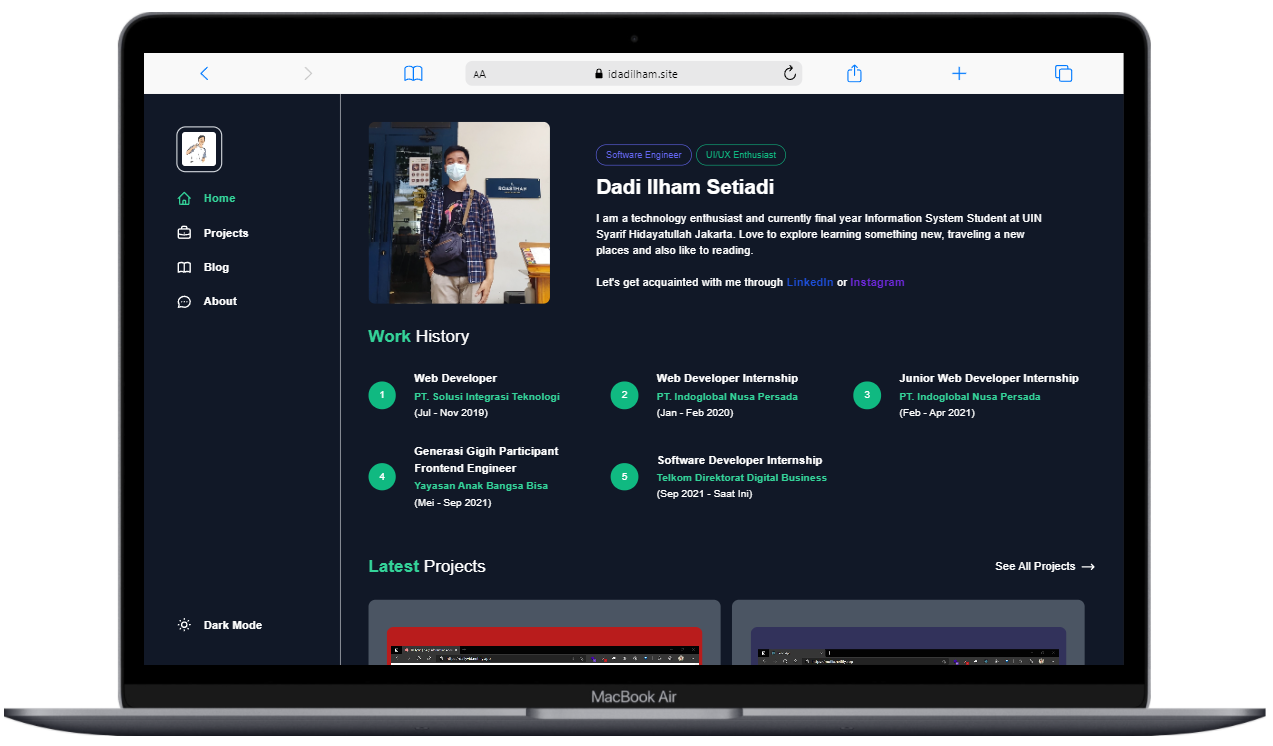 AA
idadilham.site
Home
Projects
Blog
About
Dark Mode
ROASTHAP
Software Engineer
UI/UX Enthusiast
Dadi Ilham Setiadi
I am a technology enthusiast and currently final year Information System Student at UIN
Syarif Hidayatullah Jakarta. Love to explore learning something new, traveling a new
places and also like to reading.
Let's get acquainted with me through LinkedIn or Instagram
Work History
1
Web Developer
PT. Solusi Integrasi Teknologi
(Jul - Nov 2019)
2
Web Developer Internship
PT. Indoglobal Nusa Persada
(Jan - Feb 2020)
3
Junior Web Developer Internship
PT. Indoglobal Nusa Persada
(Feb - Apr 2021)
4
Generasi Gigih Participant
Frontend Engineer
Yayasan Anak Bangsa Bisa
(Mei - Sep 2021)
5
Software Developer Internship
Telkom Direktorat Digital Business
(Sep 2021 - Saat Ini)
Latest Projects
See All Projects
MacBook Air